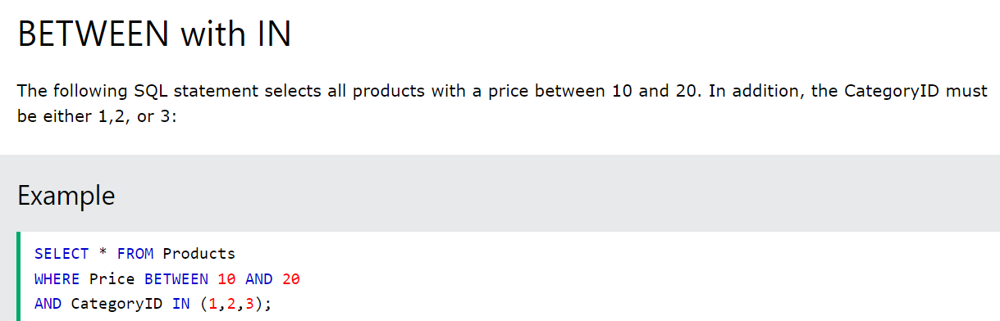 BETWEEN with IN
The following SQL statement selects all products with a price between 10 and 20. In addition, the CategoryID must
be either 1,2, or 3:
Example
SELECT * FROM Products
WHERE Price BETWEEN 10 AND 20
AND CategoryID IN (1,2,3);